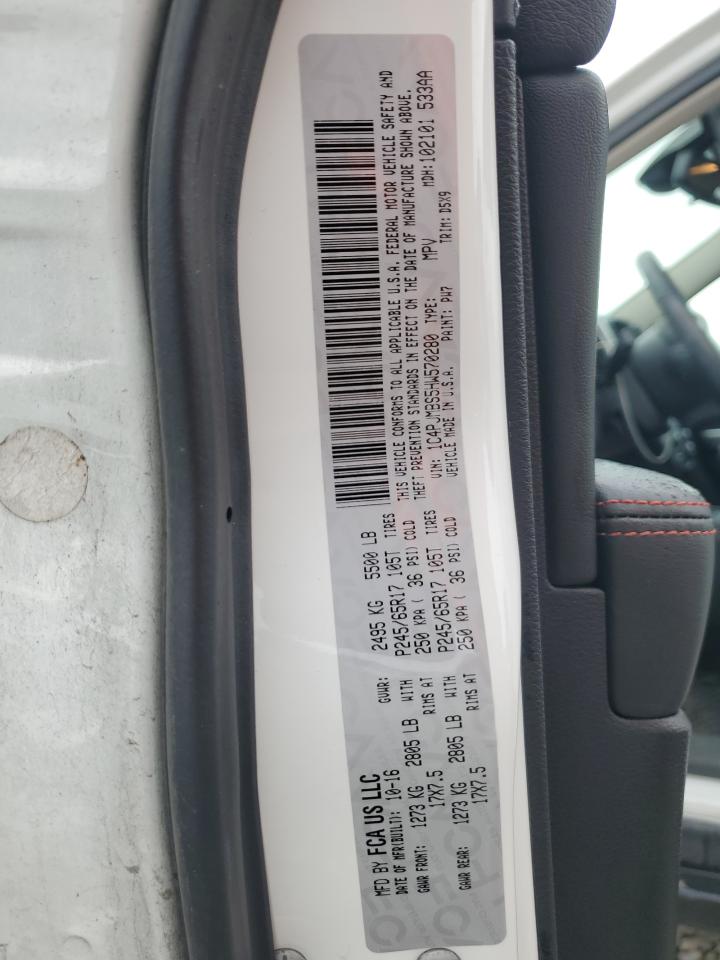 MFD BY FCA US LLC
DATE OF MFR(BUILT): 10-16 GVWR: 2495 KG 5500 LB
GAWR FRONT: 1273 KG 2805 LB WITH P245/65R17 105T TIRES
17X7.5 RIMS AT 250 KPA ( 36 PSI) COLD
GAWR REAR: 1273 KG 2805 LB WITH P245/65R17 105T TIRES
17X7.5 RIMS AT 250 KPA ( 36 PSI) COLD
THIS VEHICLE CONFORMS TO ALL APPLICABLE U.S.A. FEDERAL MOTOR VEHICLE SAFETY AND
THEFT PREVENTION STANDARDS IN EFFECT ON THE DATE OF MANUFACTURE SHOWN ABOVE.
VIN: 1C4PJMBS5HW570280 TYPE: MPV MDH:102101 533AA
VEHICLE MADE IN U.S.A. PAINT: PW7 TRIM: D5X9